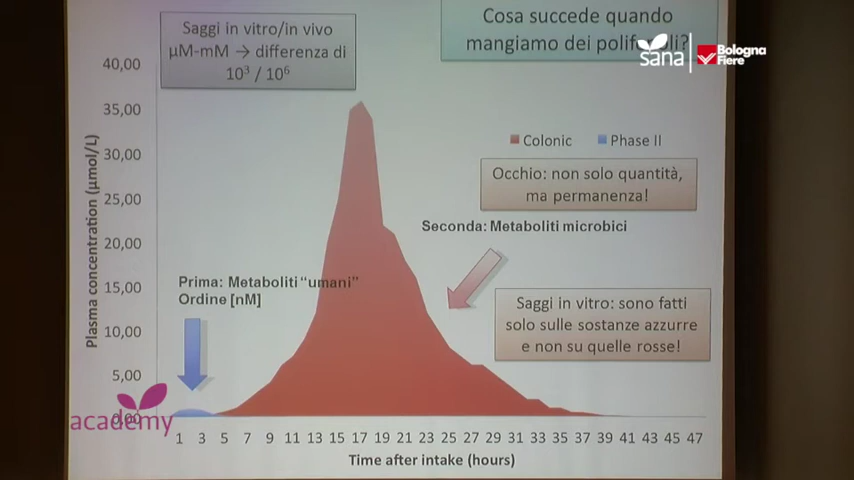 Saggi in vitro/in vivo
µM-mM → differenza di
10³ / 10⁶
Cosa succede quando
mangiamo dei
sana
Bologna
Fiere
40,00
35,00
30,00
25,00
20,00
15,00
10,00
5,00
0,00
Plasma concentration (µmol/L)
Colonic
Phase II
Occhio: non solo quantità,
ma permanenza!
Seconda: Metaboliti microbici
Prima: Metaboliti “umani”
Ordine [nM]
Saggi in vitro: sono fatti
solo sulle sostanze azzurre
e non su quelle rosse!
academy
1 3 5 7 9 11 13 15 17 19 21 23 25 27 29 31 33 35 37 39 41 43 45 47
Time after intake (hours)